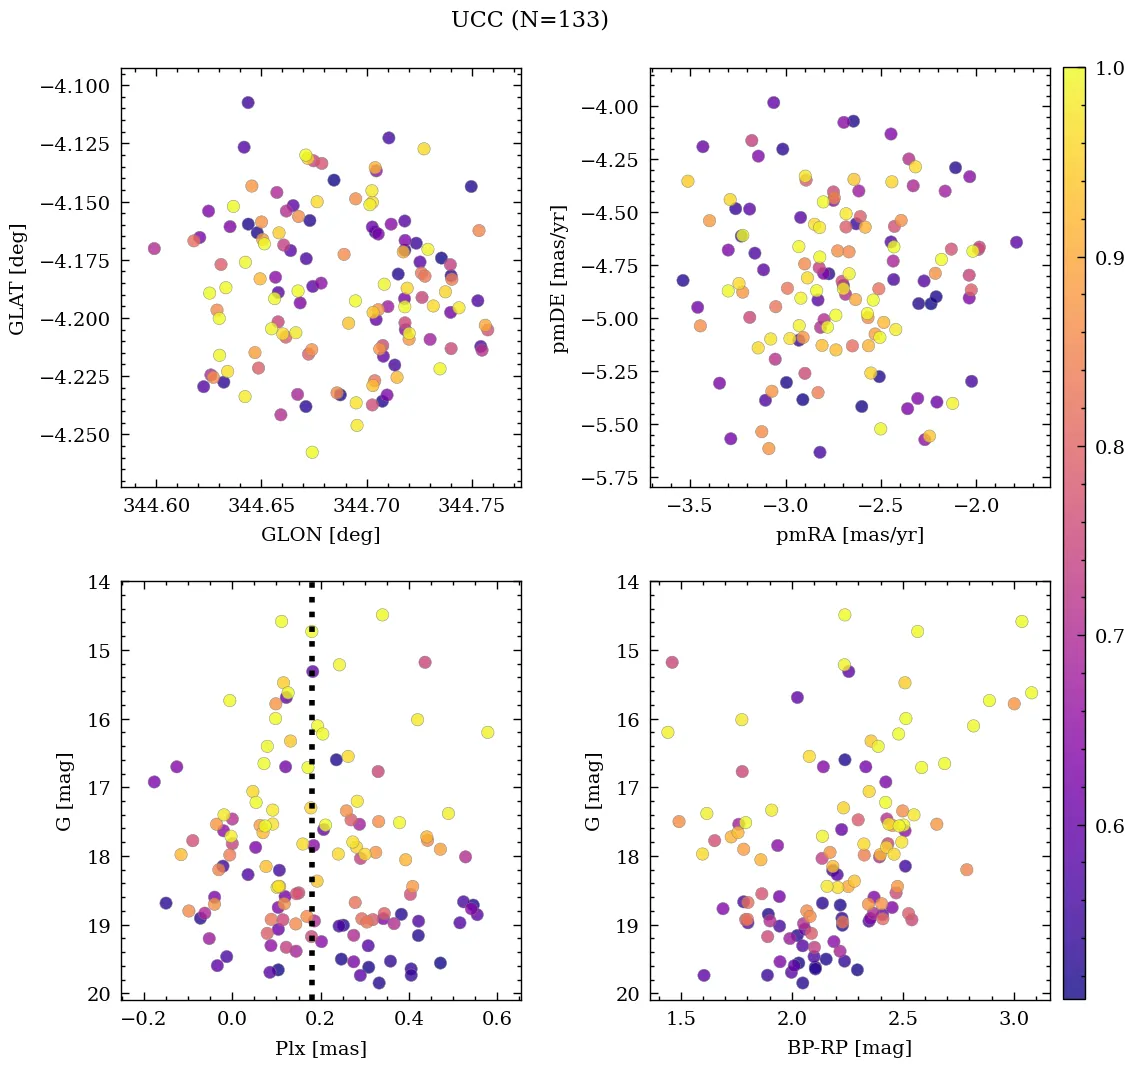 UCC (N=133)
−4.100
−4.125
−4.150
−4.175
−4.200
−4.225
−4.250
GLAT [deg]
344.60 344.65 344.70 344.75
GLON [deg]
−4.00
−4.25
−4.50
−4.75
−5.00
−5.25
−5.50
−5.75
pmDE [mas/yr]
−3.5 −3.0 −2.5 −2.0
pmRA [mas/yr]
1.0
0.9
0.8
0.7
0.6
14
15
16
17
18
19
20
G [mag]
−0.2 0.0 0.2 0.4 0.6
Plx [mas]
14
15
16
17
18
19
20
G [mag]
1.5 2.0 2.5 3.0
BP-RP [mag]